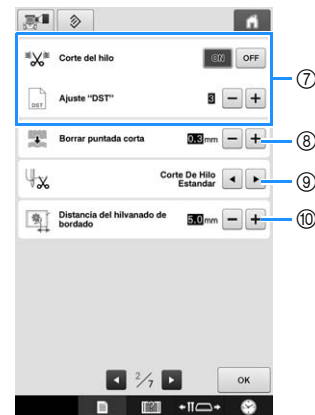 Corte del hilo ON OFF
⑦
DST
Ajuste "DST" 3 − +
Borrar puntada corta 0.3 mm − +
⑧
Corte De Hilo
Estandar
⑨
Distancia del hilvanado de
bordado 5.0 mm − +
⑩
2/7
OK